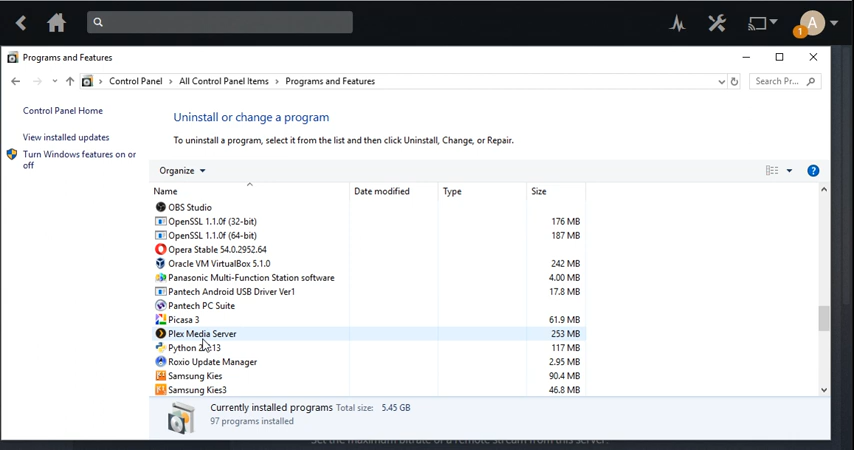 A
1
Programs and Features
Control Panel > All Control Panel Items > Programs and Features
Search Pr...
Control Panel Home
View installed updates
Turn Windows features on or
off
Uninstall or change a program
To uninstall a program, select it from the list and then click Uninstall, Change, or Repair.
Organize
?
Name Date modified Type Size
OBS Studio
OpenSSL 1.1.0f (32-bit) 176 MB
OpenSSL 1.1.0f (64-bit) 187 MB
Opera Stable 54.0.2952.64
Oracle VM VirtualBox 5.1.0 242 MB
Panasonic Multi-Function Station software 4.00 MB
Pantech Android USB Driver Ver1 17.8 MB
Pantech PC Suite
Picasa 3 61.9 MB
Plex Media Server 253 MB
Python 2 13 117 MB
Roxio Update Manager 2.95 MB
Samsung Kies 90.4 MB
Samsung Kies3 46.8 MB
Currently installed programs Total size: 5.45 GB
97 programs installed
Set the maximum bitrate of a remote stream from this server.